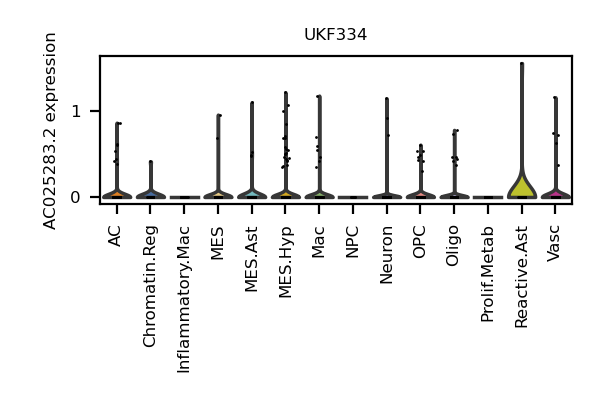 UKF334
AC025283.2 expression
1
0
AC
Chromatin.Reg
Inflammatory.Mac
MES
MES.Ast
MES.Hyp
Mac
NPC
Neuron
OPC
Oligo
Prolif.Metab
Reactive.Ast
Vasc